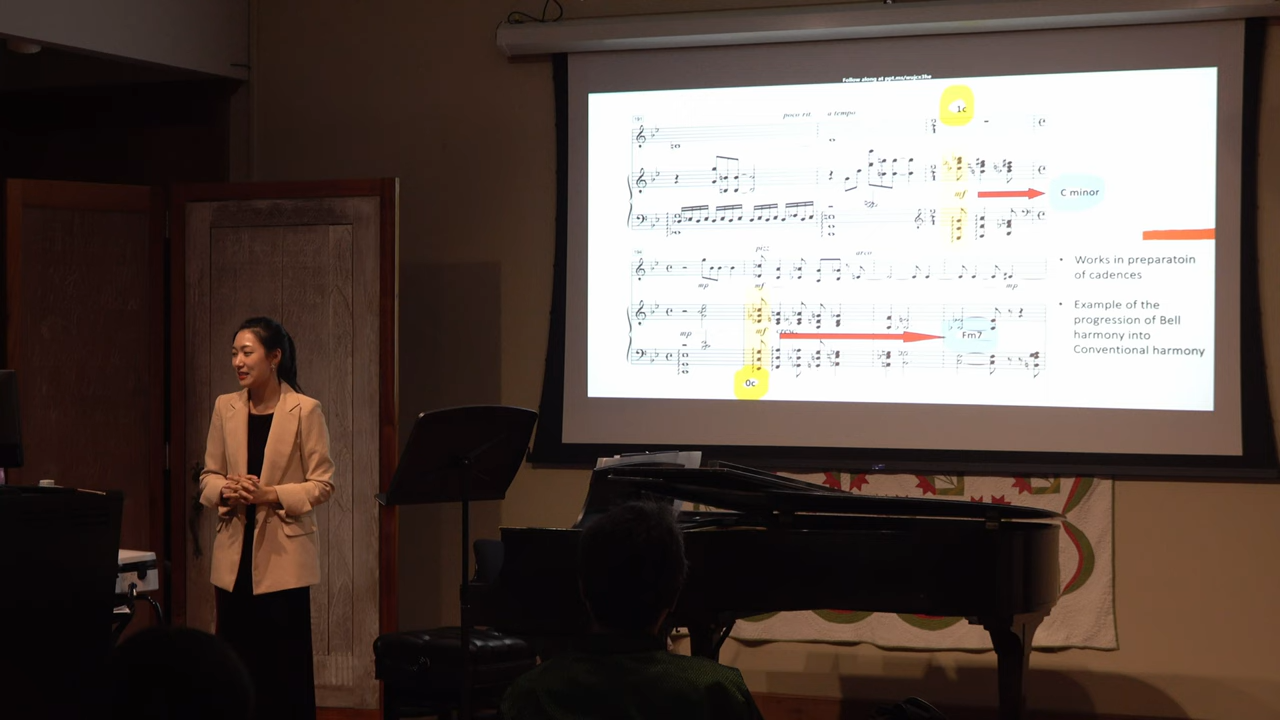 poco rit a tempo
1c
mf
C minor
pizz
arco
mp
mf
mp
• Works in preparatoin
of cadences
mp
mf
• Example of the
progression of Bell
harmony into
Conventional harmony
Fm7
0c